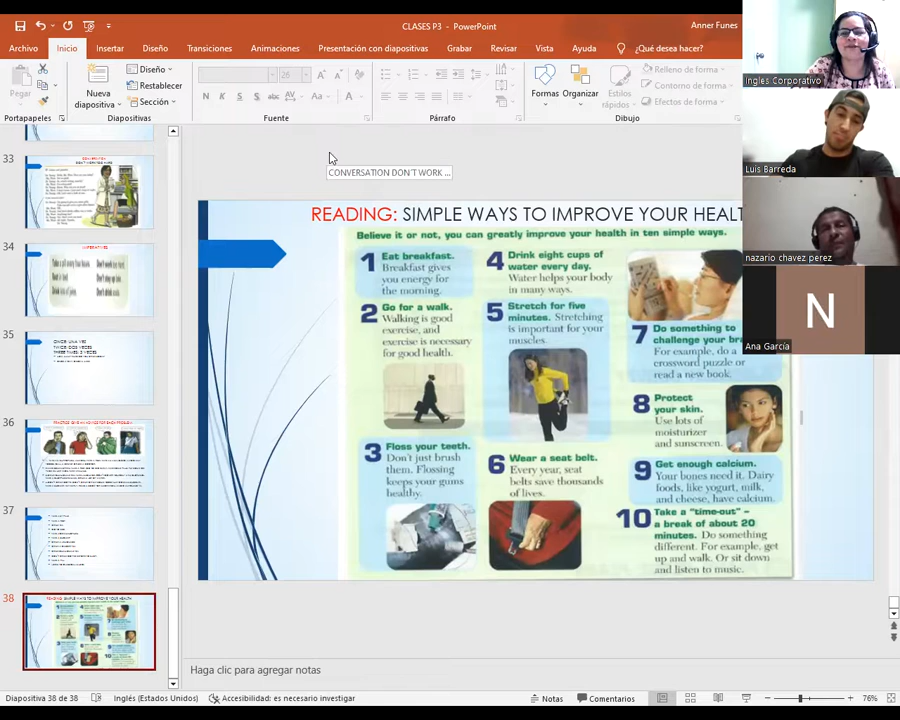 CLASES P3 - PowerPoint
Anner Funes
Archivo Inicio Insertar Diseño Transiciones Animaciones Presentación con diapositivas Grabar Revisar Vista Ayuda ¿Qué desea hacer?
Pegar
Nueva diapositiva
Diseño
Restablecer
Sección
26
N K S S abc AV Aa A
Formas
Organizar
Estilos rápidos
Relleno de forma
Contorno de forma
Efectos de forma
Portapapeles Diapositivas Fuente Párrafo Dibujo
Ingles Corporativo
Luis Barreda
nazario chavez perez
N
Ana García
CONVERSATION DON'T WORK ...
33
34
35
36
37
38
READING: SIMPLE WAYS TO IMPROVE YOUR HEALT
Believe it or not, you can greatly improve your health in ten simple ways.
1 Eat breakfast.
Breakfast gives
you energy for
the morning.
2 Go for a walk.
Walking is good
exercise, and
exercise is necessary
for good health.
3 Floss your teeth.
Don't just brush
them. Flossing
keeps your gums
healthy.
4 Drink eight cups of
water every day.
Water helps your
body in many ways.
5 Stretch for five
minutes. Stretching
is important for your
muscles.
6 Wear a seat belt.
Every year, seat
belts save thousands
of lives.
7 Do something to
challenge your bra
For example, do a
crossword puzzle or
read a new book.
8 Protect
your skin.
Use lots of
moisturizer
and sunscreen.
9 Get enough calcium.
Your bones need it. Dairy
foods, like yogurt, milk,
and cheese, have calcium.
10 Take a "time-out" –
a break of about 20
minutes. Do something
different. For example, get
up and walk. Or sit down
and listen to music.
Haga clic para agregar notas
Diapositiva 38 de 38 Inglés (Estados Unidos) Accesibilidad: es necesario investigar Notas Comentarios 76%